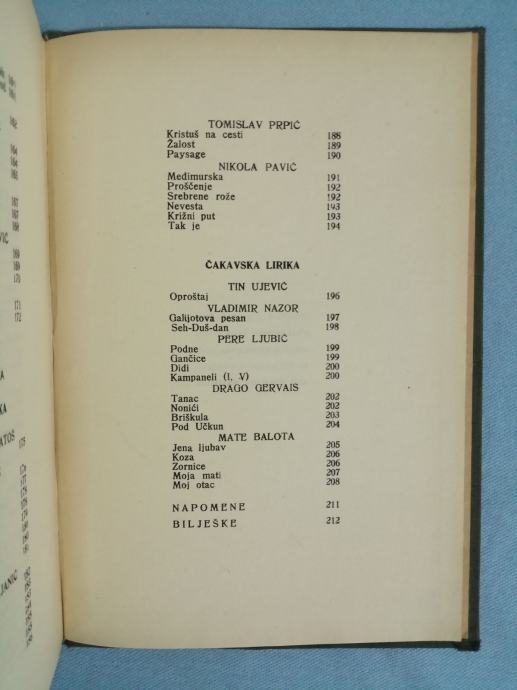 TOMISLAV PRPIĆ
Kristuš na cesti 188
Žalost 189
Paysage 190
NIKOLA PAVIĆ
Međimurska 191
Proščenje 192
Srebrene rože 192
Nevesta 193
Križni put 193
Tak je 194
ČAKAVSKA LIRIKA
TIN UJEVIĆ
Oproštaj 196
VLADIMIR NAZOR
Galijotova pesan 197
Seh-Duš-dan 198
PERE LJUBIĆ
Podne 199
Gančice 199
Didi 200
Kampaneli (I, V) 200
DRAGO GERVAIS
Tanac 202
Nonići 202
Briškula 203
Pod Učkun 204
MATE BALOTA
Jena ljubav 205
Koza 206
Zornice 206
Moja mati 207
Moj otac 208
NAPOMENE 211
BILJEŠKE 212